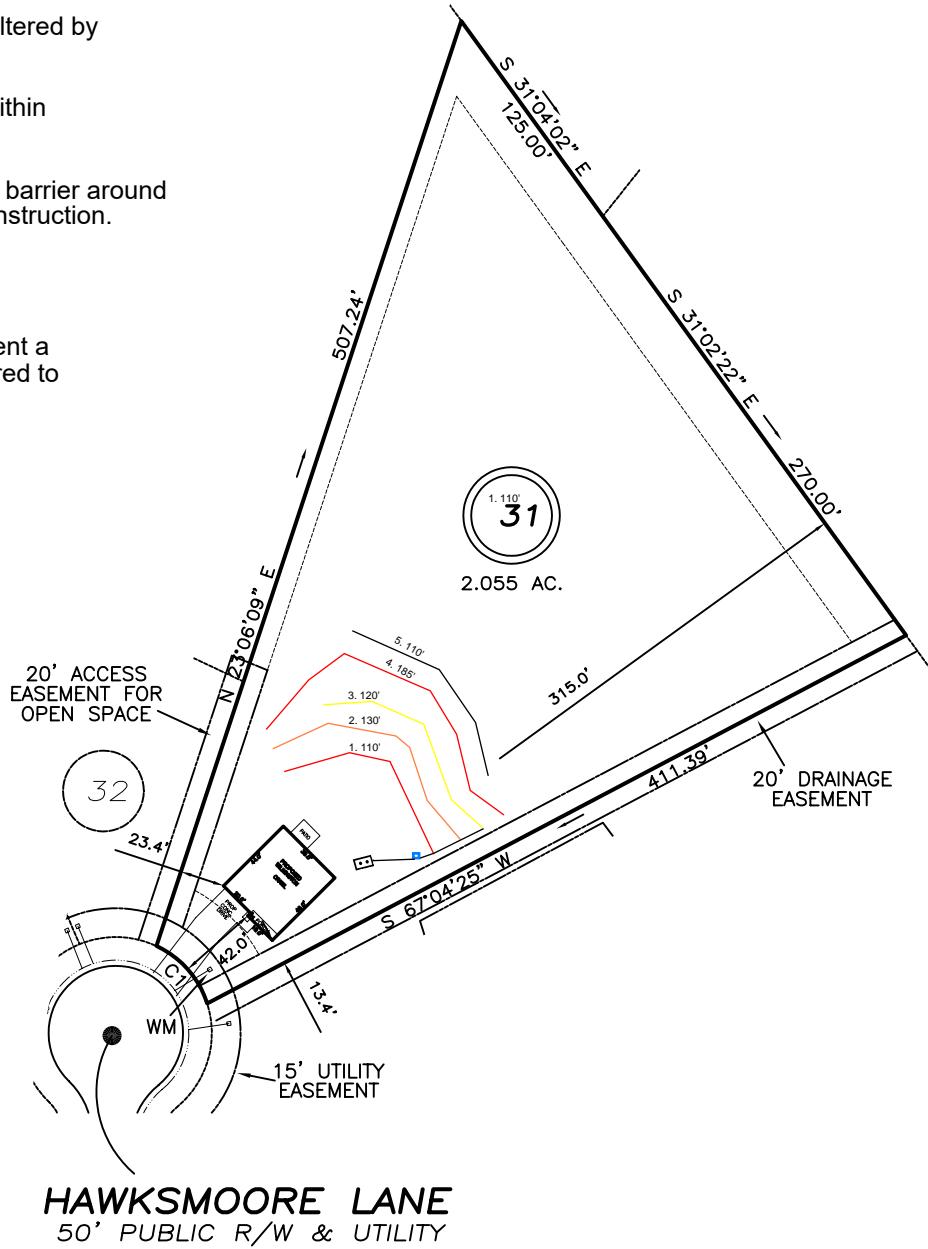 ltered by
ithin
barrier around
nstruction.
ent a
red to
S 31°04'02" E
125.00'
S 31°02'22" E
270.00'
507.24'
N 23°06'09" E
1. 110'
31
2.055 AC.
20' ACCESS
EASEMENT FOR
OPEN SPACE
32
5. 110'
4. 185'
3. 120'
2. 130'
1. 110'
315.0'
411.39'
S 67°04'25" W
20' DRAINAGE
EASEMENT
23.4'
PATIO
PROPOSED
42.0'
C1
13.4'
WM
15' UTILITY
EASEMENT
HAWKSMOORE LANE
50' PUBLIC R/W & UTILITY